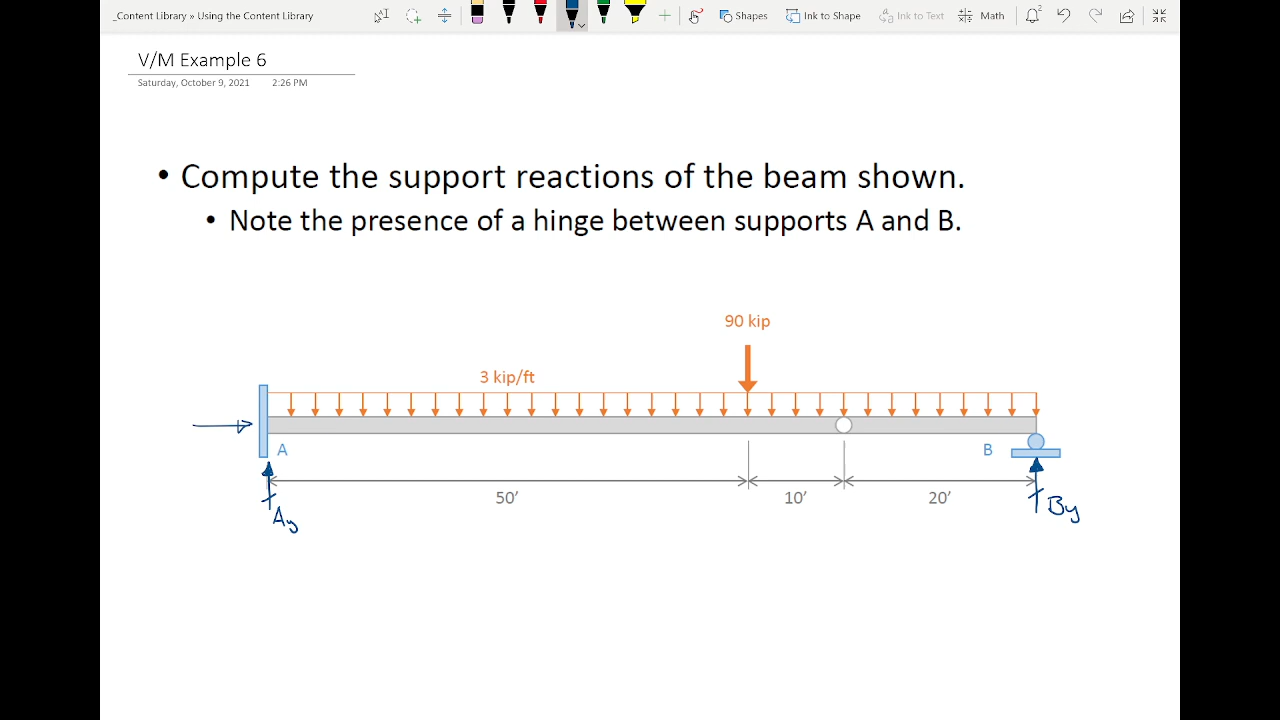 _Content Library » Using the Content Library
Shapes
Ink to Shape
Ink to Text
Math
V/M Example 6
Saturday, October 9, 2021 2:26 PM
• Compute the support reactions of the beam shown.
• Note the presence of a hinge between supports A and B.
90 kip
3 kip/ft
A
B
50′
10′
20′
Ay
By